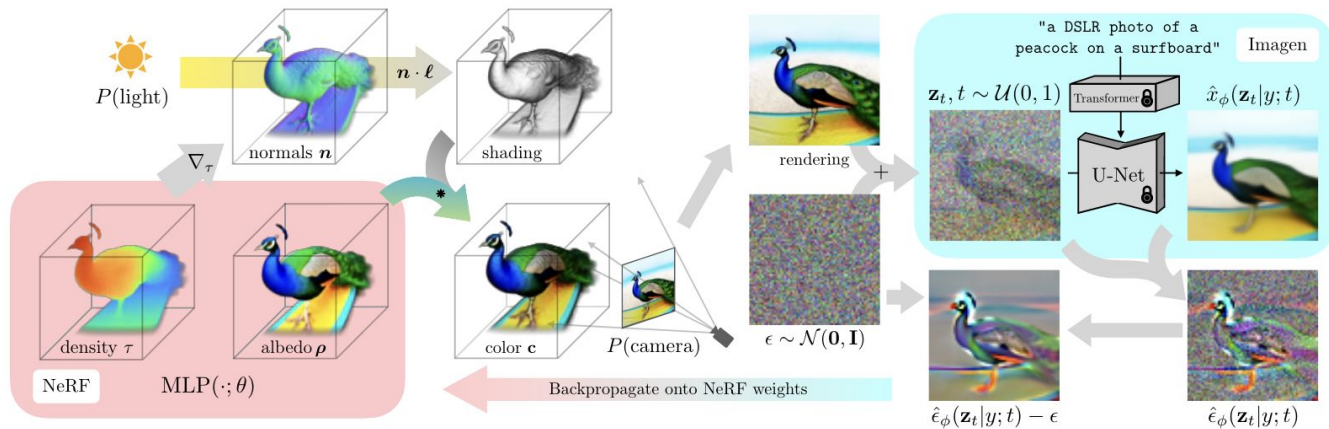 P(light)
n · ℓ
∇τ
normals n
shading
*
density τ
albedo ρ
NeRF
MLP(·; θ)
color c
P(camera)
rendering
+
ϵ ∼ N(0, I)
"a DSLR photo of a
peacock on a surfboard"
Imagen
Transformer
z_t, t ∼ U(0, 1)
x̂_ϕ(z_t|y; t)
U-Net
Backpropagate onto NeRF weights
ϵ̂_ϕ(z_t|y; t) − ϵ
ϵ̂_ϕ(z_t|y; t)